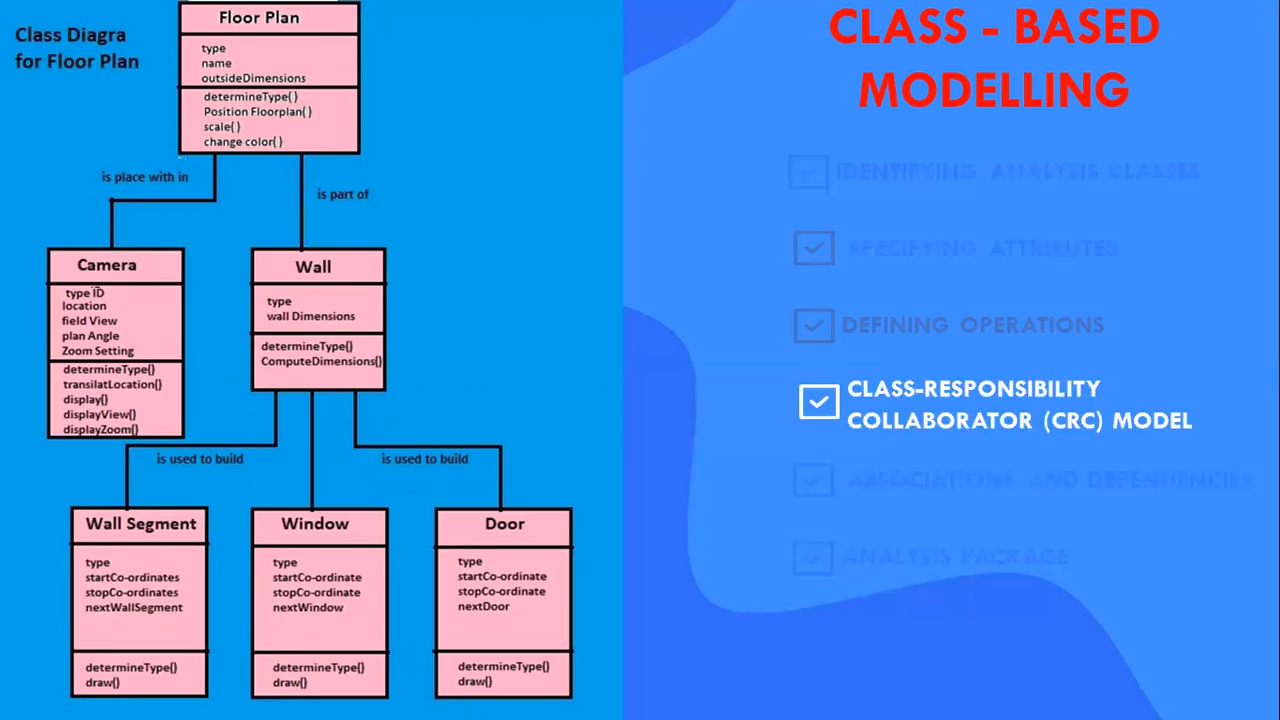 Class Diagra
for Floor Plan
Floor Plan
type
name
outsideDimensions
determineType( )
Position Floorplan( )
scale( )
change color( )
is place with in
is part of
Camera
type ID
location
field View
plan Angle
Zoom Setting
determineType()
transilatLocation()
display()
displayView()
displayZoom()
Wall
type
wall Dimensions
determineType()
ComputeDimensions()
is used to build
is used to build
Wall Segment
type
startCo-ordinates
stopCo-ordinates
nextWallSegment
determineType()
draw()
Window
type
startCo-ordinate
stopCo-ordinate
nextWindow
determineType()
draw()
Door
type
startCo-ordinate
stopCo-ordinate
nextDoor
determineType()
draw()
CLASS - BASED
MODELLING
IDENTIFYING ANALYSIS CLASSES
SPECIFYING ATTRIBUTES
DEFINING OPERATIONS
CLASS-RESPONSIBILITY
COLLABORATOR (CRC) MODEL
ASSOCIATIONS AND DEPENDENCIES
ANALYSIS PACKAGE